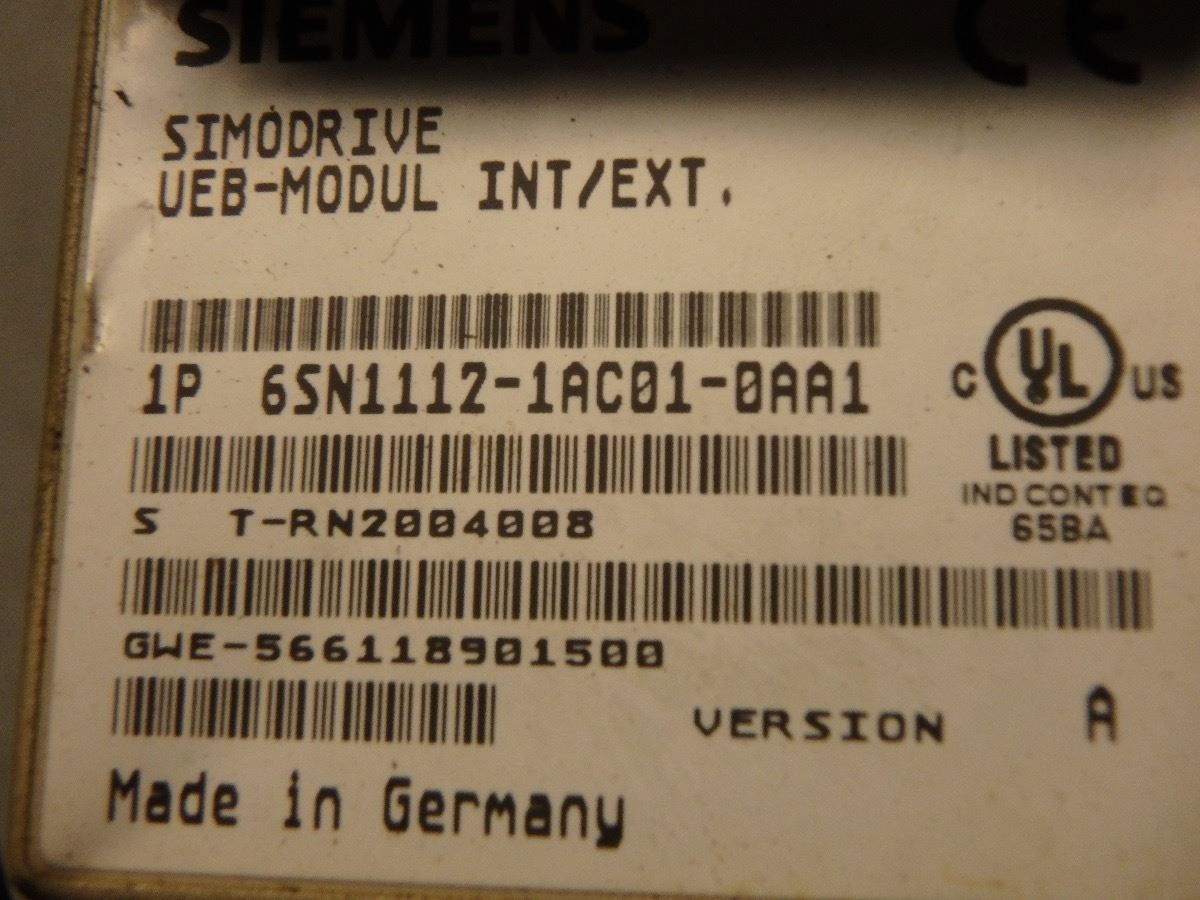 SIEMENS CE
SIMODRIVE
UEB-MODUL INT/EXT.
1P 6SN1112-1AC01-0AA1
C UL US
LISTED
IND CONT EQ
65BA
S T-RN2004008
GWE-566118901500
VERSION A
Made in Germany